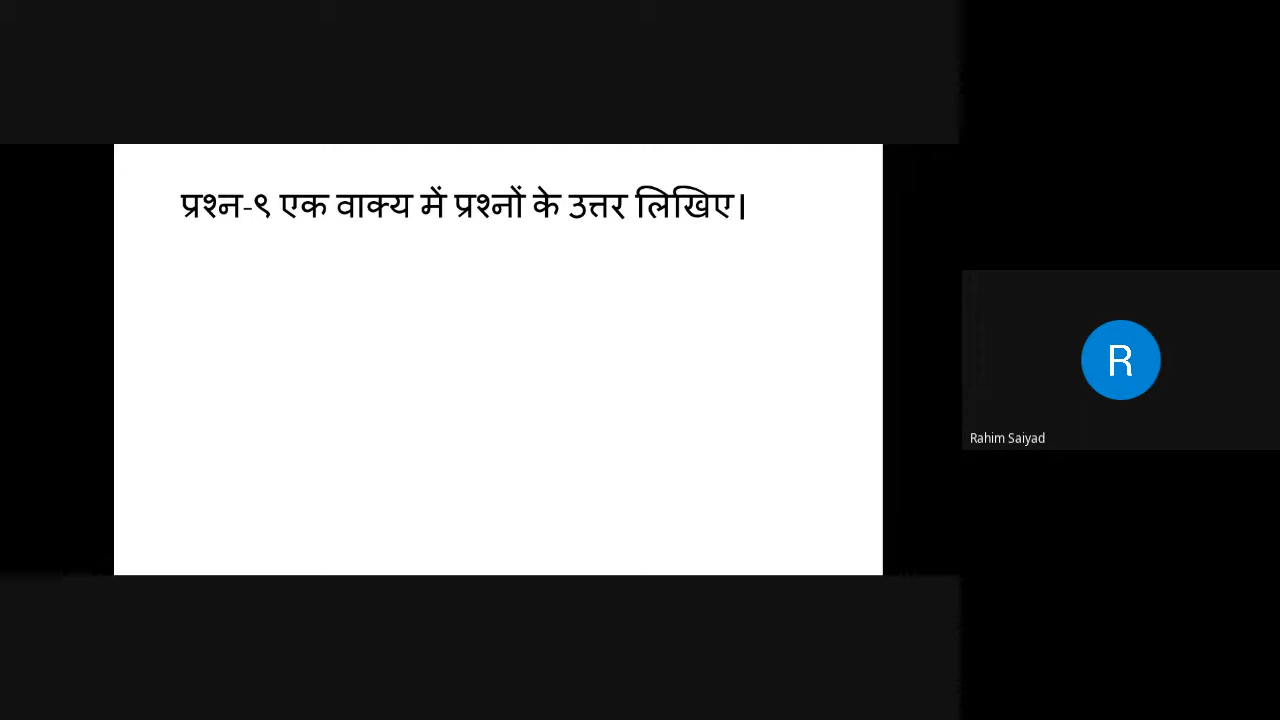 प्रश्न-९ एक वाक्य में प्रश्नों के उत्तर लिखिए।
R
Rahim Saiyad